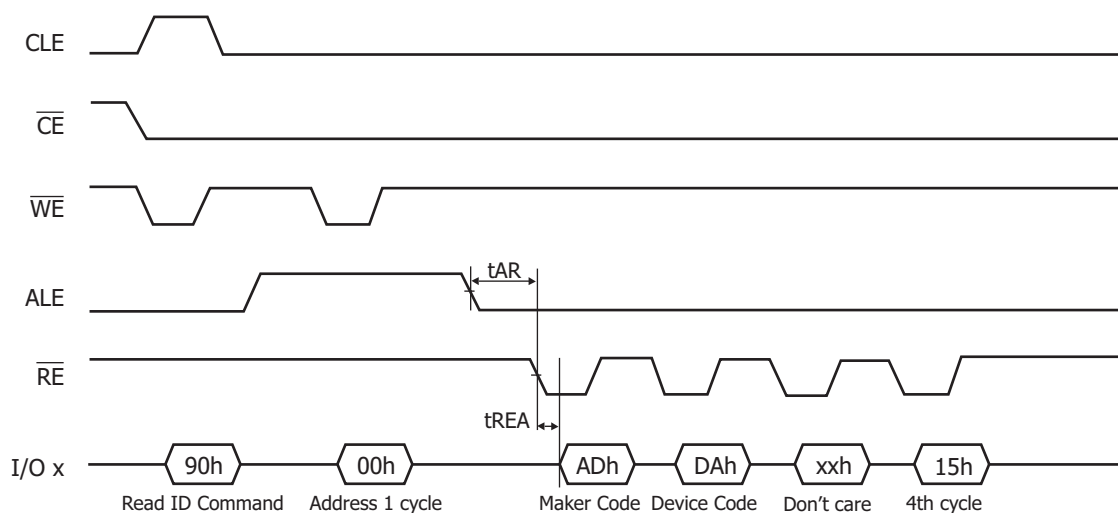 CLE
CE
WE
ALE
tAR
RE
tREA
I/O x
90h 00h ADh DAh xxh 15h
Read ID Command Address 1 cycle Maker Code Device Code Don't care 4th cycle